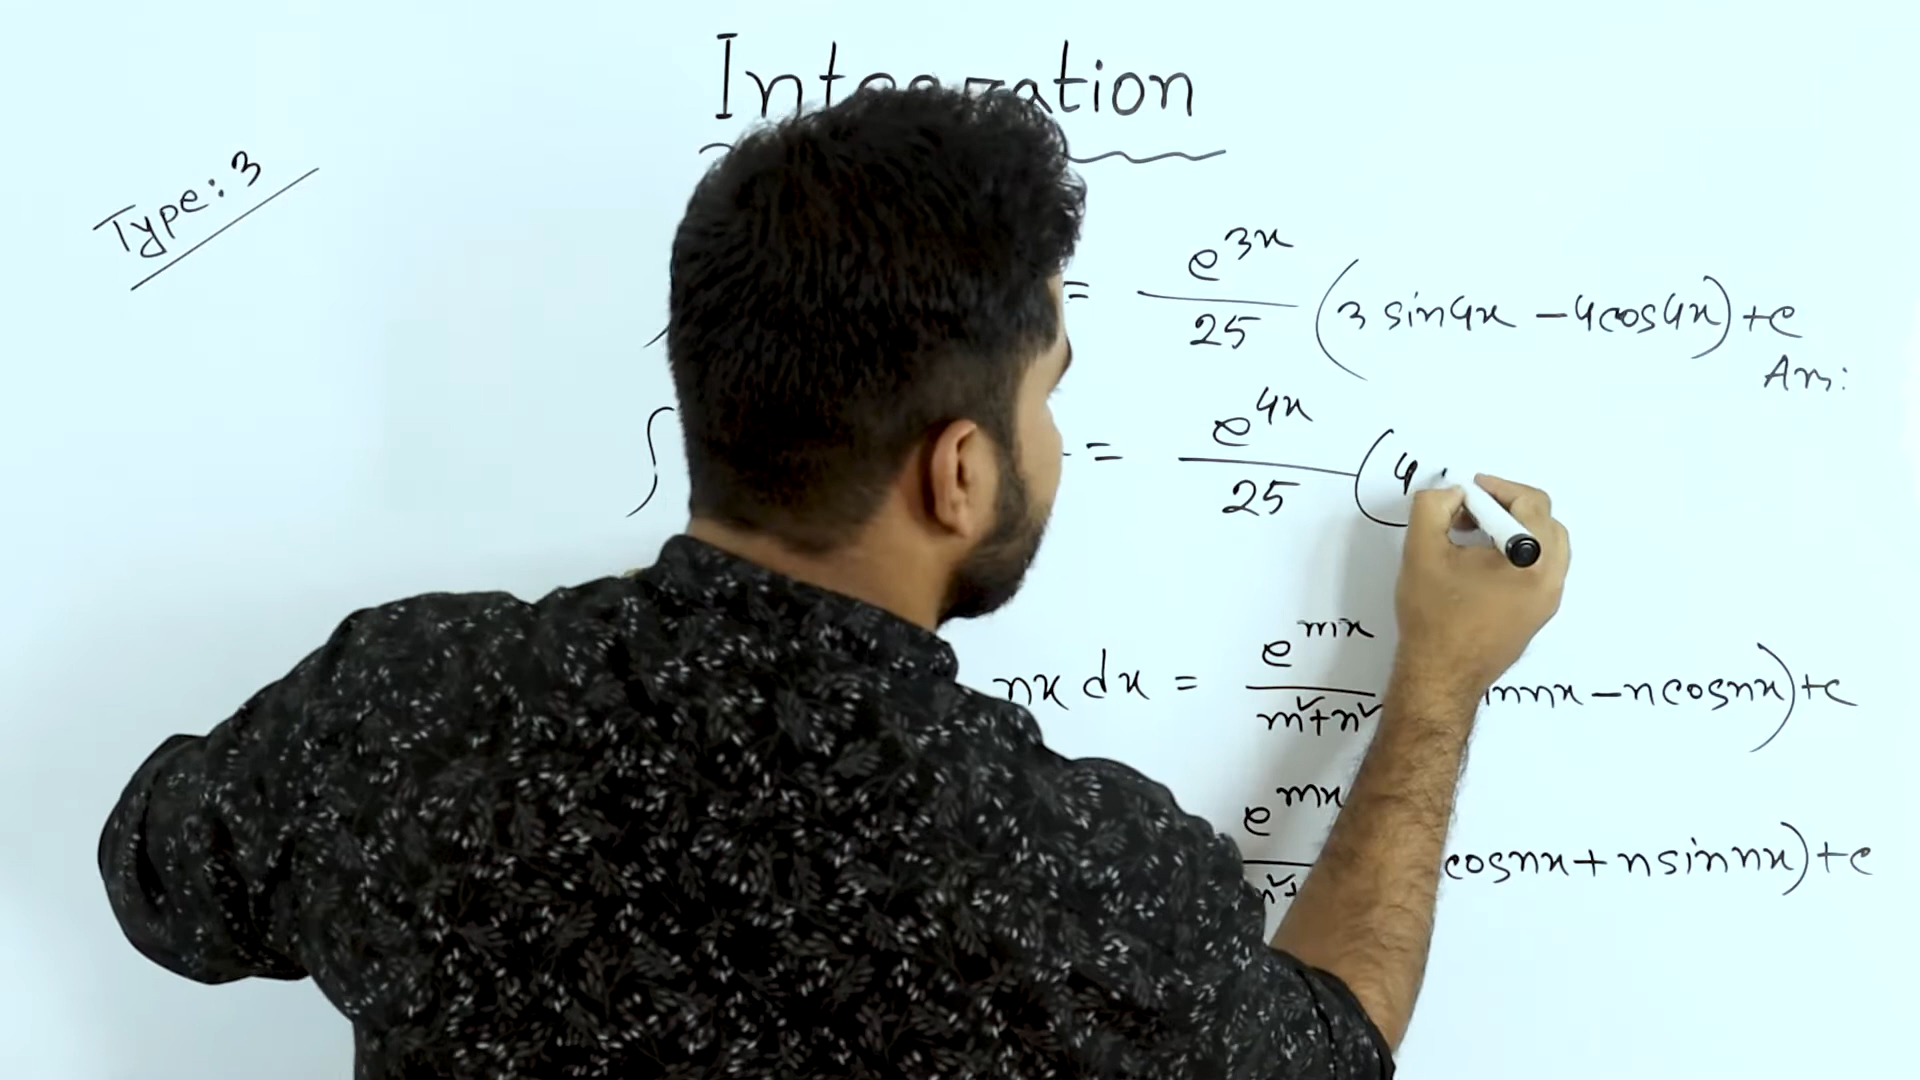 Integration
Type: 3
= e^3x / 25 (3 sin4x - 4cos4x) + c
Ans:
∫ = e^4x / 25 (4
nx dx = e^mx / m²+n² innx - ncosnx) + c
e^mx / cosnx + nsinnx) + c